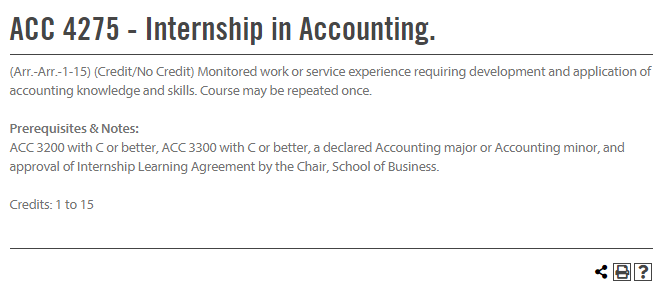 ACC 4275 - Internship in Accounting.
(Arr.-Arr.-1-15) (Credit/No Credit) Monitored work or service experience requiring development and application of
accounting knowledge and skills. Course may be repeated once.
Prerequisites & Notes:
ACC 3200 with C or better, ACC 3300 with C or better, a declared Accounting major or Accounting minor, and
approval of Internship Learning Agreement by the Chair, School of Business.
Credits: 1 to 15
?